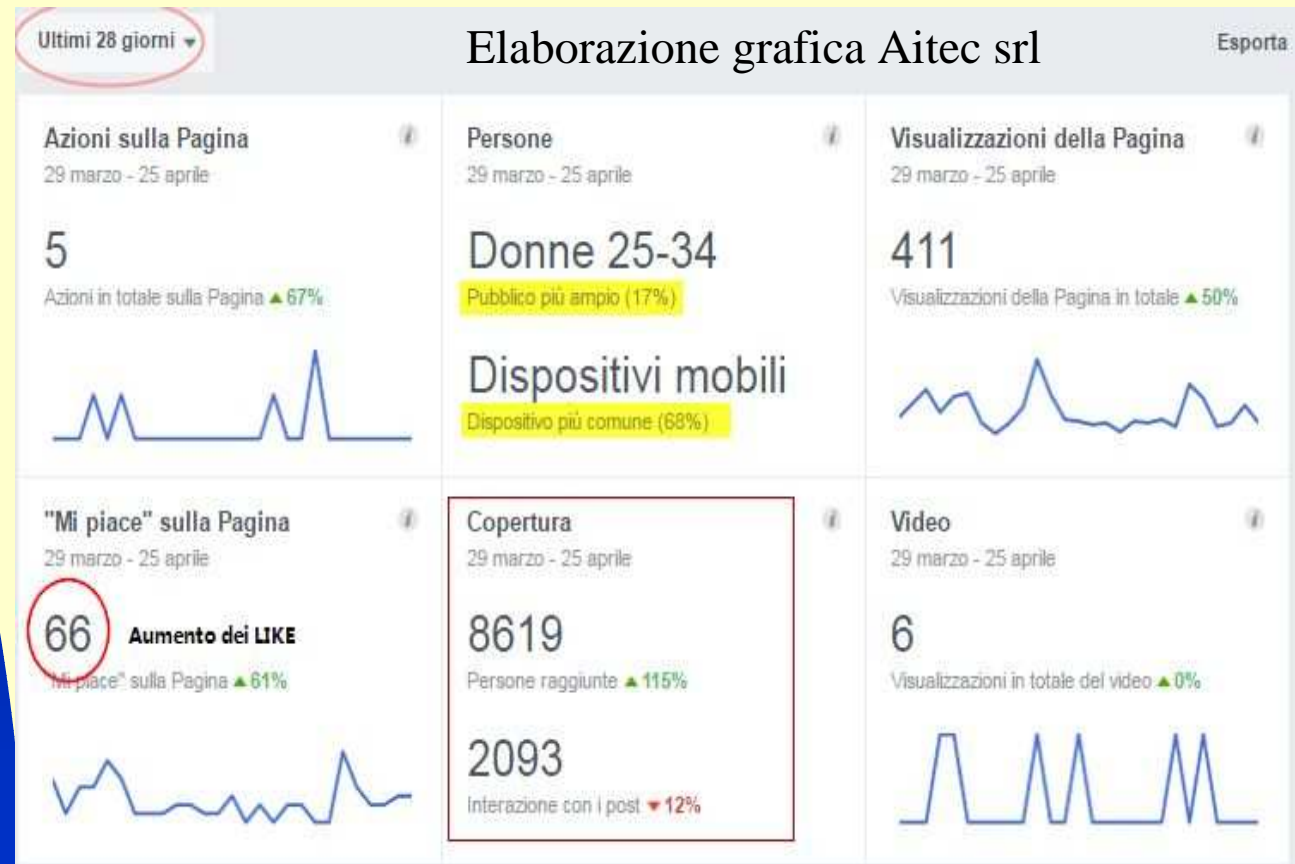 Ultimi 28 giorni
Elaborazione grafica Aitec srl
Esporta
Azioni sulla Pagina
29 marzo - 25 aprile
5
Azioni in totale sulla Pagina ▲ 67%
Persone
29 marzo - 25 aprile
Donne 25-34
Pubblico più ampio (17%)
Dispositivi mobili
Dispositivo più comune (68%)
Visualizzazioni della Pagina
29 marzo - 25 aprile
411
Visualizzazioni della Pagina in totale ▲ 50%
"Mi piace" sulla Pagina
29 marzo - 25 aprile
66 Aumento dei LIKE
"Mi piace" sulla Pagina ▲ 61%
Copertura
29 marzo - 25 aprile
8619
Persone raggiunte ▲ 115%
2093
Interazione con i post ▼ 12%
Video
29 marzo - 25 aprile
6
Visualizzazioni in totale del video ▲ 0%